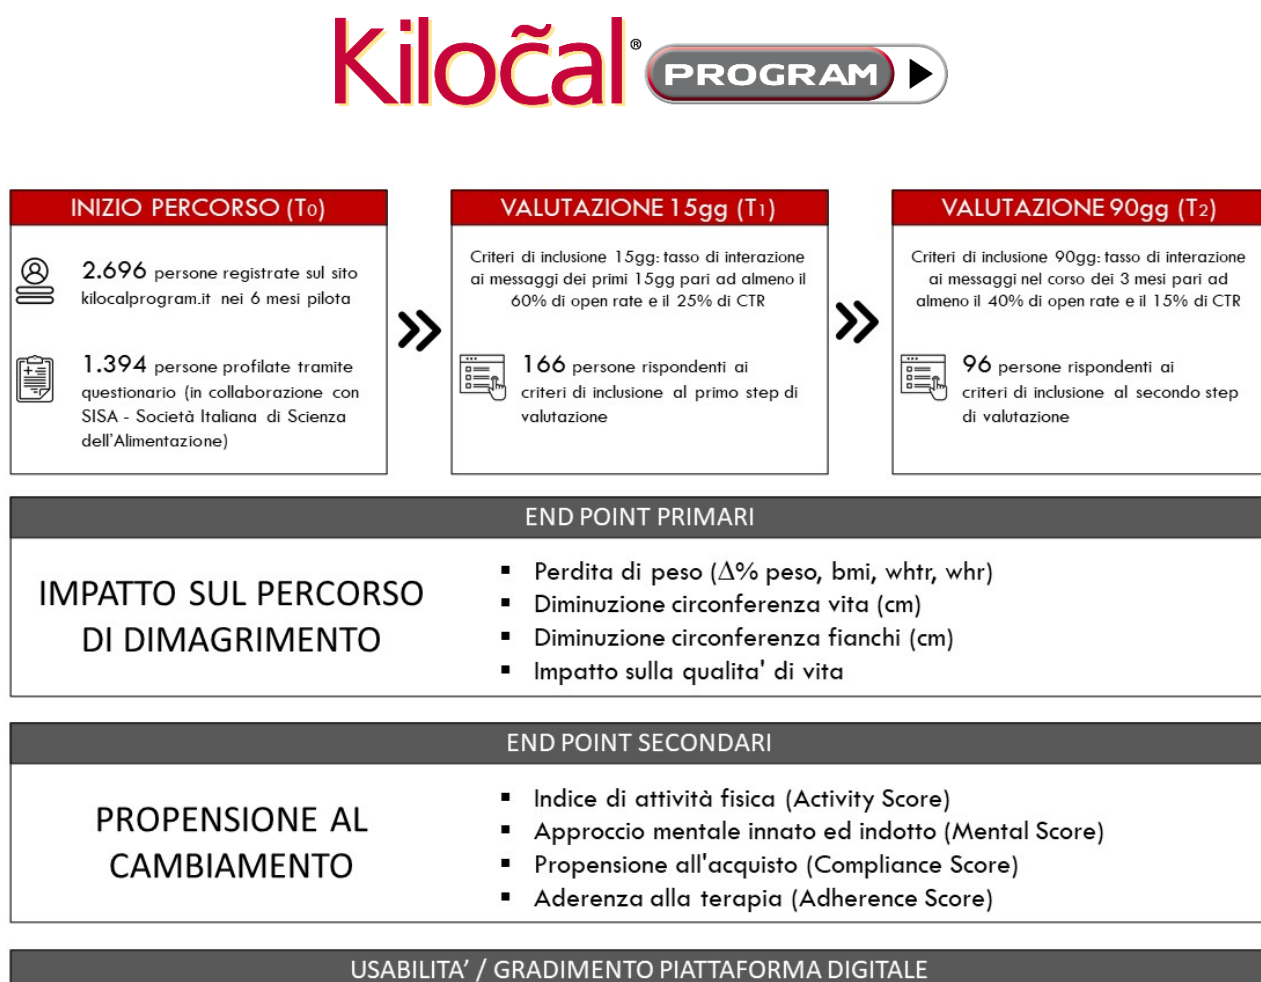 Kilocal® PROGRAM
INIZIO PERCORSO (T0)
2.696 persone registrate sul sito
kilocalprogram.it nei 6 mesi pilota
1.394 persone profilate tramite
questionario (in collaborazione con
SISA - Società Italiana di Scienza
dell'Alimentazione)
VALUTAZIONE 15gg (T1)
Criteri di inclusione 15gg: tasso di interazione
ai messaggi dei primi 15gg pari ad almeno il
60% di open rate e il 25% di CTR
166 persone rispondenti ai
criteri di inclusione al primo step di
valutazione
VALUTAZIONE 90gg (T2)
Criteri di inclusione 90gg: tasso di interazione
ai messaggi nel corso dei 3 mesi pari ad
almeno il 40% di open rate e il 15% di CTR
96 persone rispondenti ai
criteri di inclusione al secondo step
di valutazione
END POINT PRIMARI
IMPATTO SUL PERCORSO
DI DIMAGRIMENTO
▪ Perdita di peso (∆% peso, bmi, whtr, whr)
▪ Diminuzione circonferenza vita (cm)
▪ Diminuzione circonferenza fianchi (cm)
▪ Impatto sulla qualita' di vita
END POINT SECONDARI
PROPENSIONE AL
CAMBIAMENTO
▪ Indice di attività fisica (Activity Score)
▪ Approccio mentale innato ed indotto (Mental Score)
▪ Propensione all'acquisto (Compliance Score)
▪ Aderenza alla terapia (Adherence Score)
USABILITA' / GRADIMENTO PIATTAFORMA DIGITALE